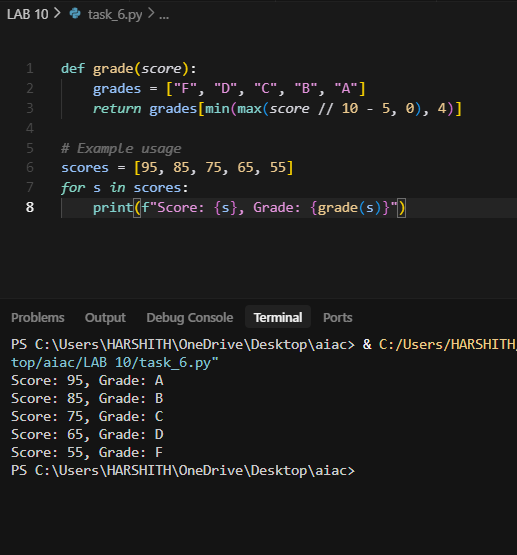 LAB 10 > task_6.py > ...
1 def grade(score):
2     grades = ["F", "D", "C", "B", "A"]
3     return grades[min(max(score // 10 - 5, 0), 4)]
4
5 # Example usage
6 scores = [95, 85, 75, 65, 55]
7 for s in scores:
8     print(f"Score: {s}, Grade: {grade(s)}")
Problems Output Debug Console Terminal Ports
PS C:\Users\HARSHITH\OneDrive\Desktop\aiac> & C:/Users/HARSHITH/
top/aiac/LAB 10/task_6.py"
Score: 95, Grade: A
Score: 85, Grade: B
Score: 75, Grade: C
Score: 65, Grade: D
Score: 55, Grade: F
PS C:\Users\HARSHITH\OneDrive\Desktop\aiac>